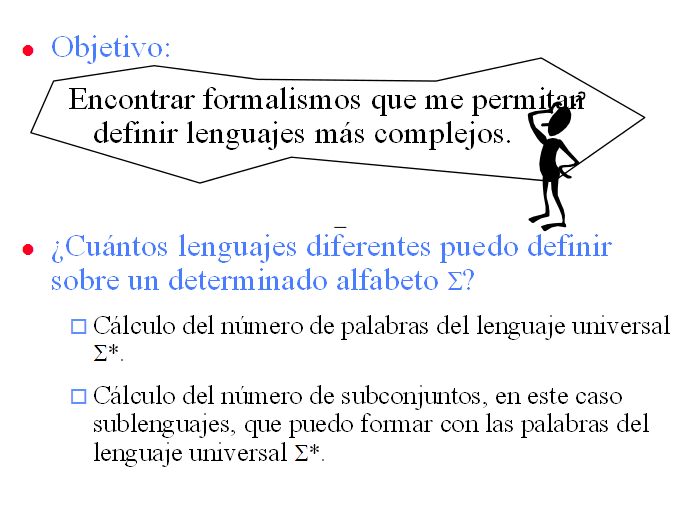 Objetivo:
Encontrar formalismos que me permitan
definir lenguajes más complejos.
¿Cuántos lenguajes diferentes puedo definir
sobre un determinado alfabeto Σ?
Cálculo del número de palabras del lenguaje universal
Σ*.
Cálculo del número de subconjuntos, en este caso
sublenguajes, que puedo formar con las palabras del
lenguaje universal Σ*.